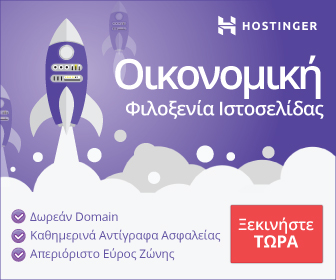 HOSTINGER
Οικονομική
Φιλοξενία Ιστοσελίδας
Δωρεάν Domain
Καθημερινά Αντίγραφα Ασφαλείας
Απεριόριστο Εύρος Ζώνης
Ξεκινήστε
ΤΩΡΑ